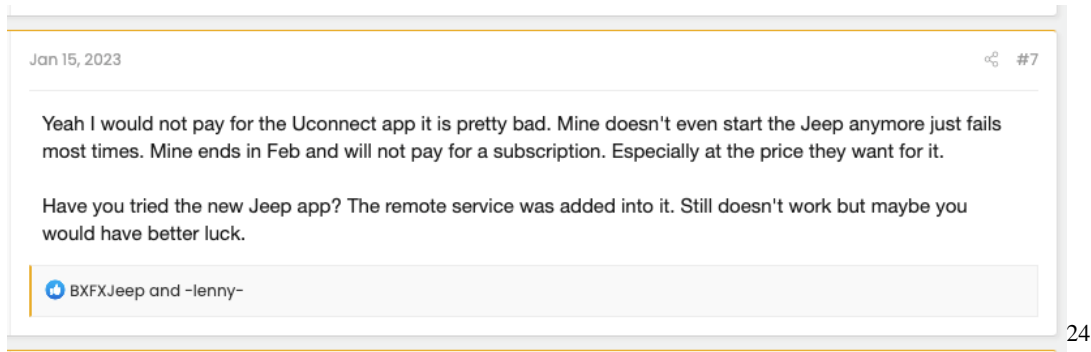 Jan 15, 2023
#7
Yeah I would not pay for the Uconnect app it is pretty bad. Mine doesn't even start the Jeep anymore just fails
most times. Mine ends in Feb and will not pay for a subscription. Especially at the price they want for it.
Have you tried the new Jeep app? The remote service was added into it. Still doesn't work but maybe you
would have better luck.
BXFXJeep and -lenny-
24